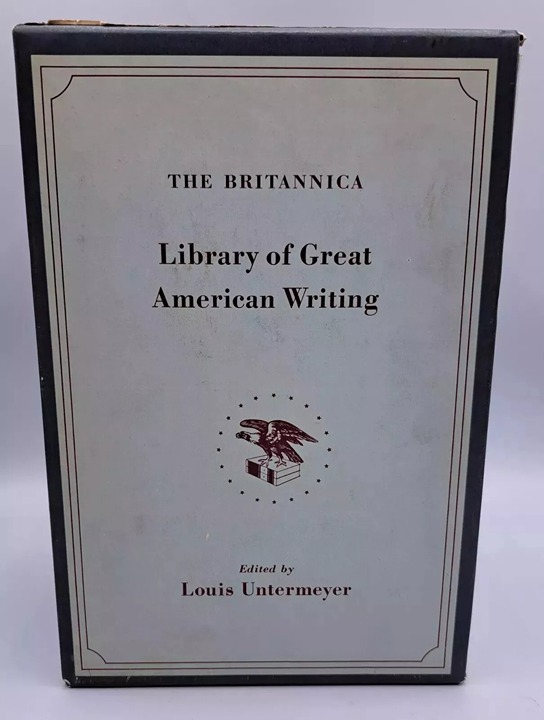 THE BRITANNICA
Library of Great
American Writing
Edited by
Louis Untermeyer